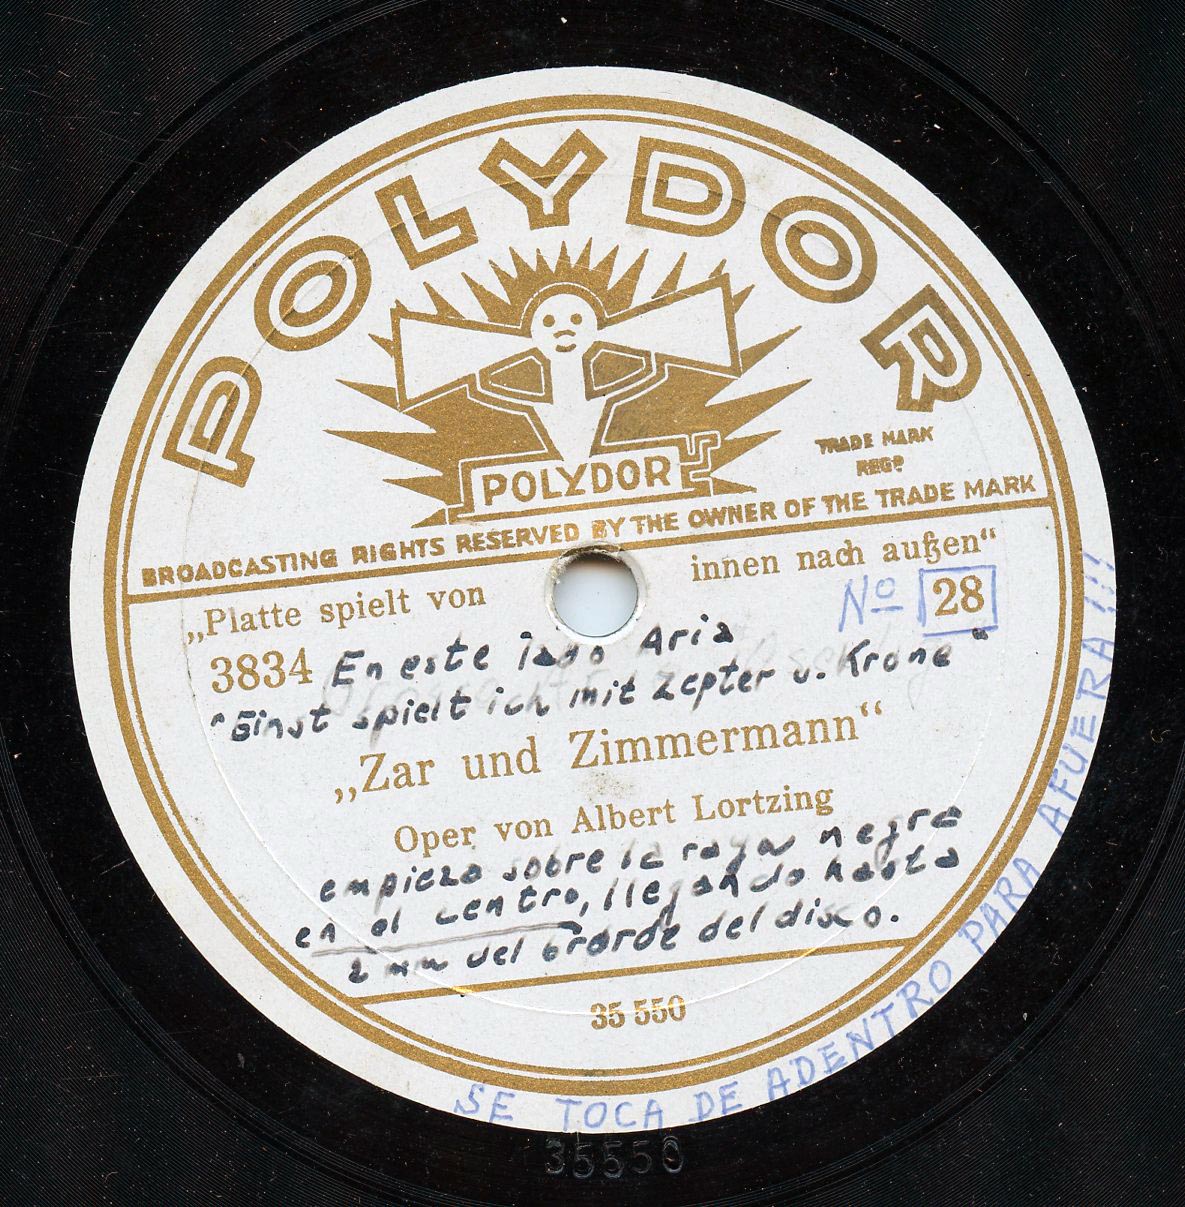 POLYDOR
POLYDOR
TRADE MARK
REGD
BROADCASTING RIGHTS RESERVED BY THE OWNER OF THE TRADE MARK
„Platte spielt von innen nach außen“
Nº 28
3834 En este lado Aria
"Einst spielt ich mit Zepter u. Krone"
„Zar und Zimmermann“
Oper von Albert Lortzing
empieza sobre la raya negra
en el centro, llegando hasta
2 mm del brorde del disco.
35 550
SE TOCA DE ADENTRO PARA AFUERA!!!
35550